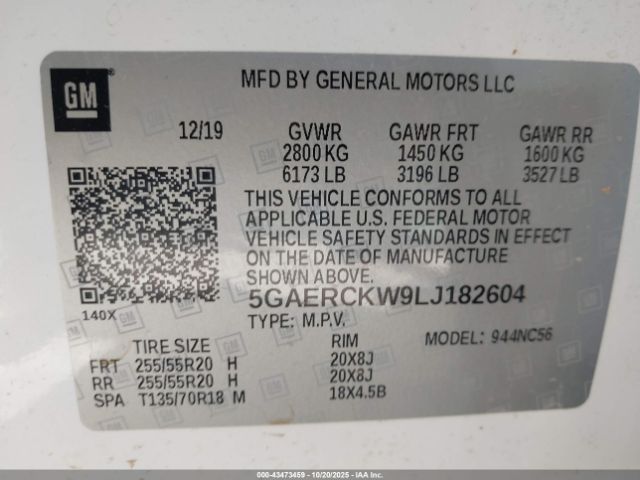 GM
MFD BY GENERAL MOTORS LLC
12/19 GVWR GAWR FRT GAWR RR
2800 KG 1450 KG 1600 KG
6173 LB 3196 LB 3527 LB
THIS VEHICLE CONFORMS TO ALL
APPLICABLE U.S. FEDERAL MOTOR
VEHICLE SAFETY STANDARDS IN EFFECT
ON THE DATE OF MANUFACTURE
SHOWN ABOVE.
140X
5GAERCKW9LJ182604
TYPE: M.P.V. MODEL: 944NC56
TIRE SIZE RIM
FRT 255/55R20 H 20X8J
RR 255/55R20 H 20X8J
SPA T135/70R18 M 18X4.5B
000-43473459 | 10/20/2025 | IAA Inc.